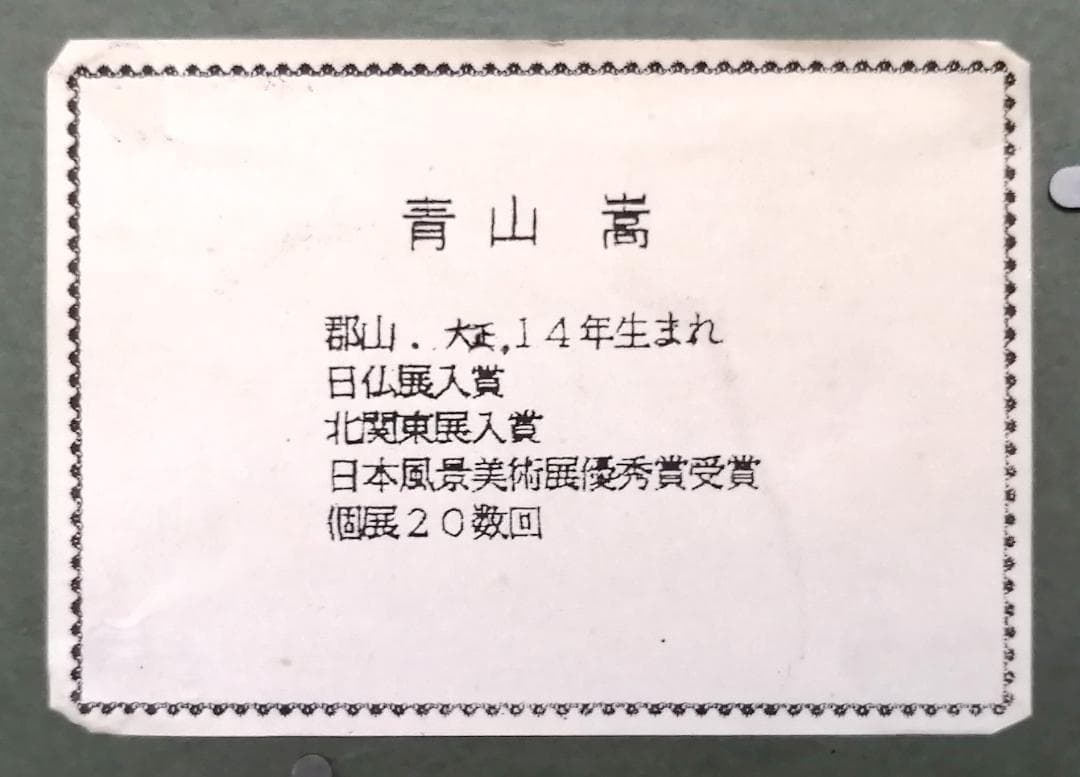 青山 嵩
郡山．大正,１４年生まれ
日仏展入賞
北関東展入賞
日本風景美術展優秀賞受賞
個展２０数回